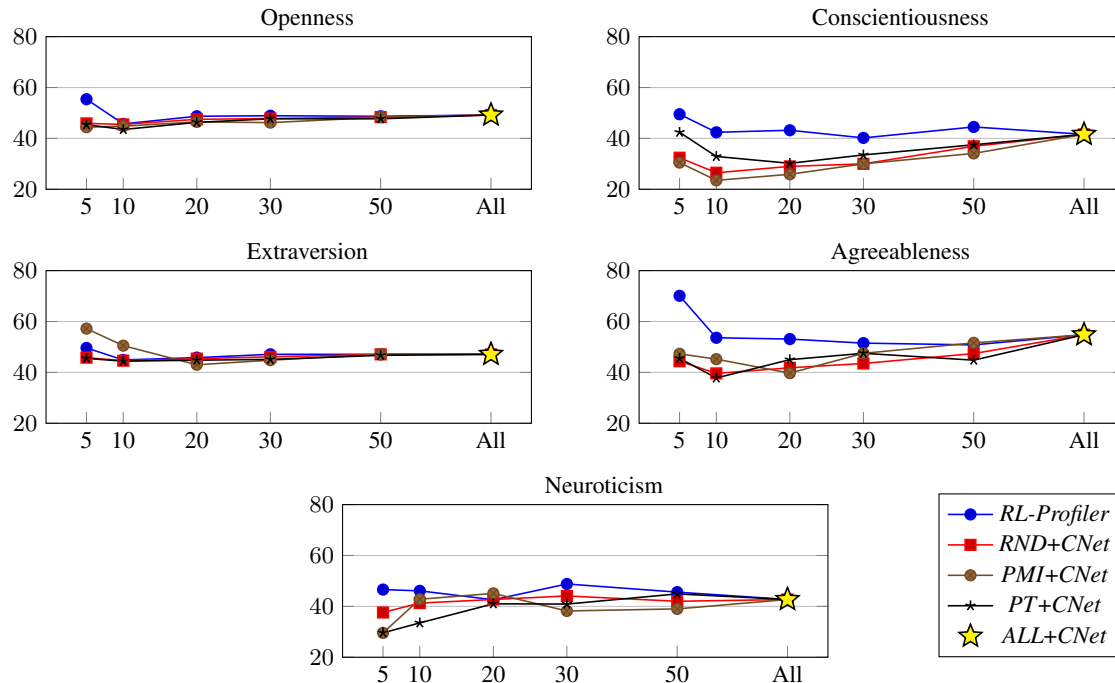 Openness
80
60
40
20
5 10 20 30 50 All
Conscientiousness
80
60
40
20
5 10 20 30 50 All
Extraversion
80
60
40
20
5 10 20 30 50 All
Agreeableness
80
60
40
20
5 10 20 30 50 All
Neuroticism
80
60
40
20
5 10 20 30 50 All
RL-Profiler
RND+CNet
PMI+CNet
PT+CNet
ALL+CNet